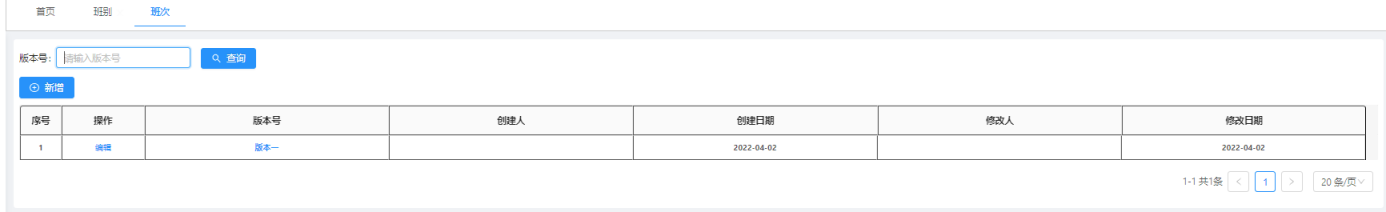 首页 班别 班次
版本号: 请输入版本号 查询
新增
序号 操作 版本号 创建人 创建日期 修改人 修改日期
1 编辑 版本一 2022-04-02 2022-04-02
1-1 共1条 < 1 > 20 条/页